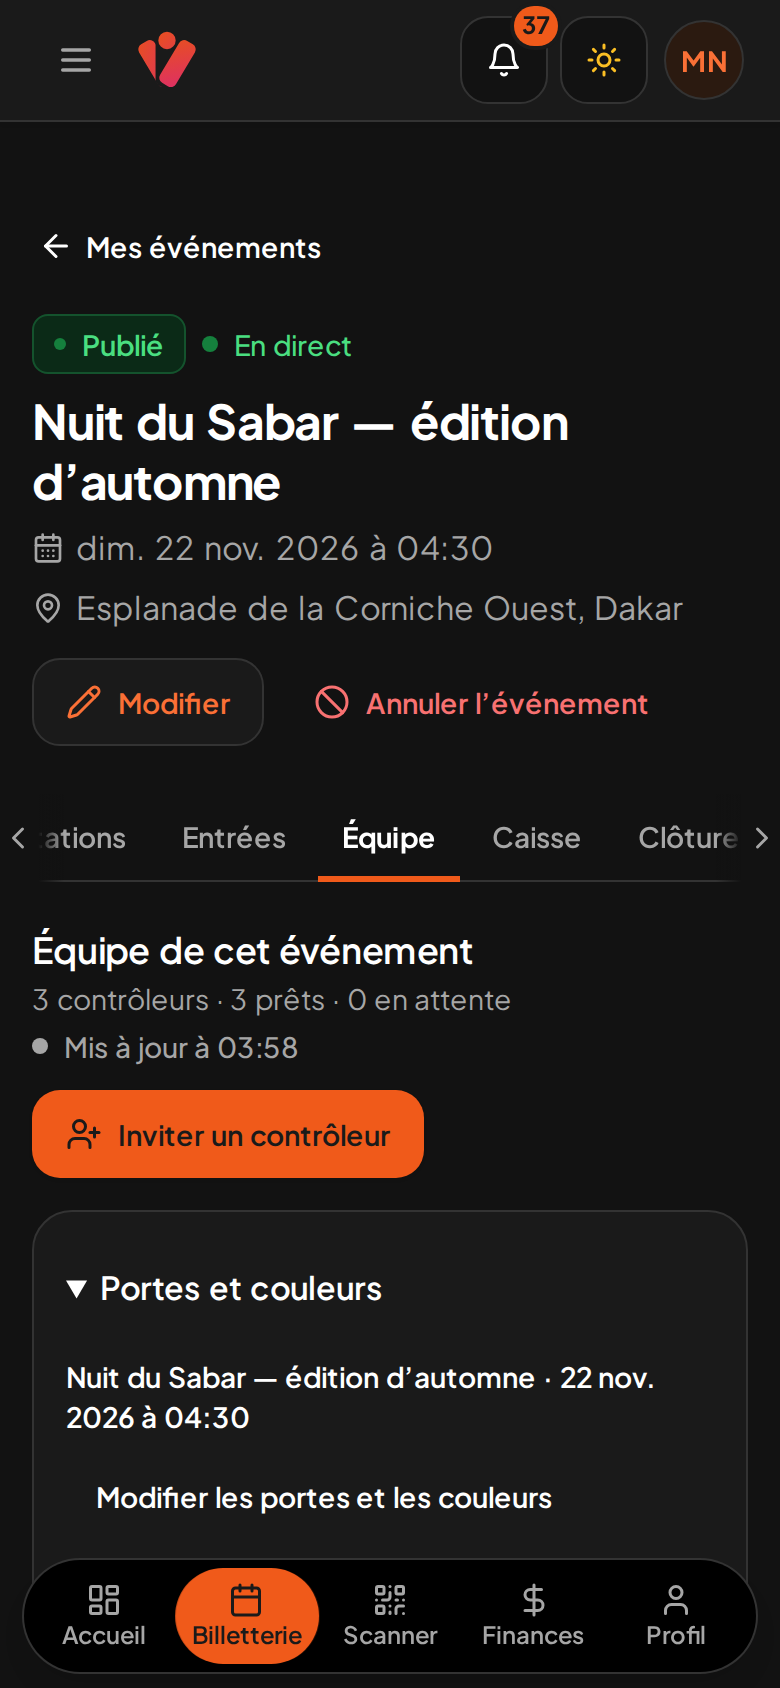 37
MN
Mes événements
Publié
En direct
Nuit du Sabar — édition
d’automne
dim. 22 nov. 2026 à 04:30
Esplanade de la Corniche Ouest, Dakar
Modifier
Annuler l’événement
ations Entrées Équipe Caisse Clôture
Équipe de cet événement
3 contrôleurs · 3 prêts · 0 en attente
Mis à jour à 03:58
Inviter un contrôleur
▼ Portes et couleurs
Nuit du Sabar — édition d’automne · 22 nov.
2026 à 04:30
Modifier les portes et les couleurs
Accueil Billetterie Scanner Finances Profil